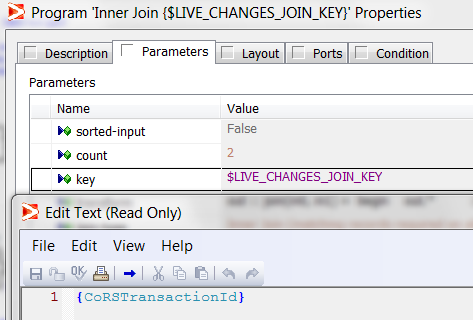 Program 'Inner Join {$LIVE_CHANGES_JOIN_KEY}' Properties
Description Parameters Layout Ports Condition
Parameters
Name Value
sorted-input False
count 2
key $LIVE_CHANGES_JOIN_KEY
Edit Text (Read Only)
File Edit View Help
OK
1 {CoRSTransactionId}